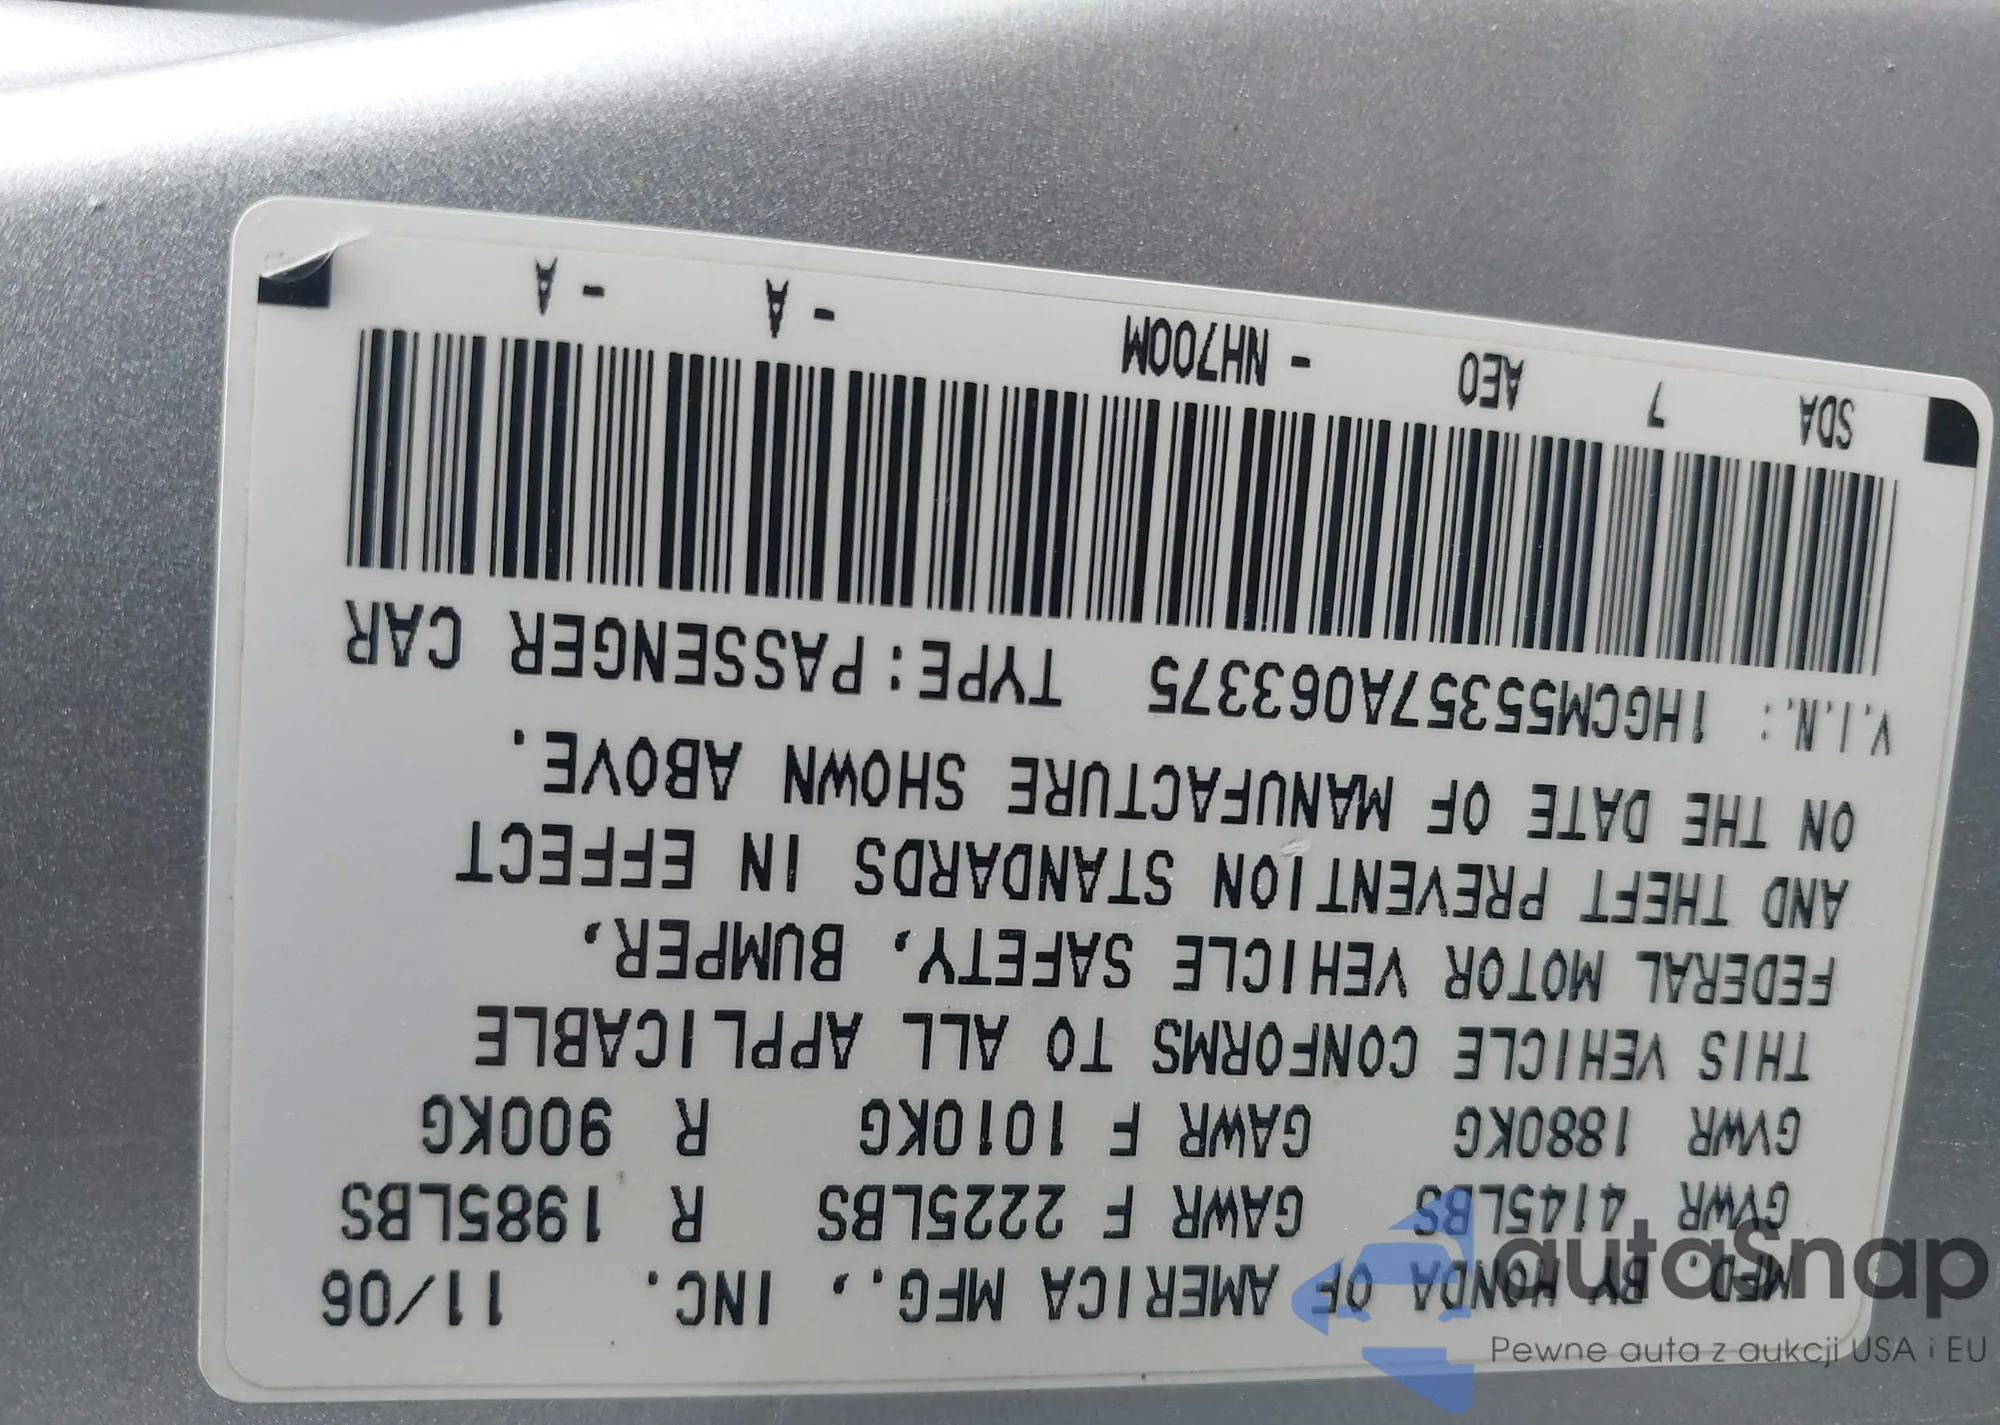 MFD. BY HONDA OF AMERICA MFG., INC. 11/06
GVWR 4145LBS GAWR F 2225LBS R 1985LBS
GVWR 1880KG GAWR F 1010KG R 900KG
THIS VEHICLE CONFORMS TO ALL APPLICABLE
FEDERAL MOTOR VEHICLE SAFETY, BUMPER,
AND THEFT PREVENTION STANDARDS IN EFFECT
ON THE DATE OF MANUFACTURE SHOWN ABOVE.
V.I.N.: 1HGCM55357A063375 TYPE:PASSENGER CAR
SDA 7 AE0 - NH700M - A - A
autaSnap
Pewne auta z aukcji USA i EU